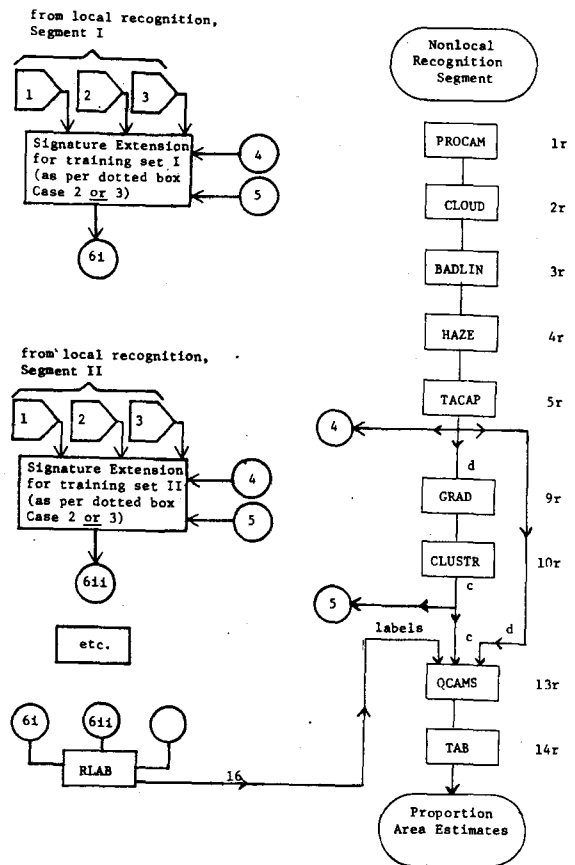 from local recognition,
Segment I
1
2
3
Signature Extension
for training set I
(as per dotted box
Case 2 or 3)
4
5
6i
from local recognition,
Segment II
1
2
3
Signature Extension
for training set II
(as per dotted box
Case 2 or 3)
4
5
6ii
etc.
6i
6ii
RLAB
16
labels
Nonlocal
Recognition
Segment
PROCAM
1r
CLOUD
2r
BADLIN
3r
HAZE
4r
TACAP
5r
4
d
GRAD
9r
CLUSTR
10r
c
5
c
d
QCAMS
13r
TAB
14r
Proportion
Area Estimates